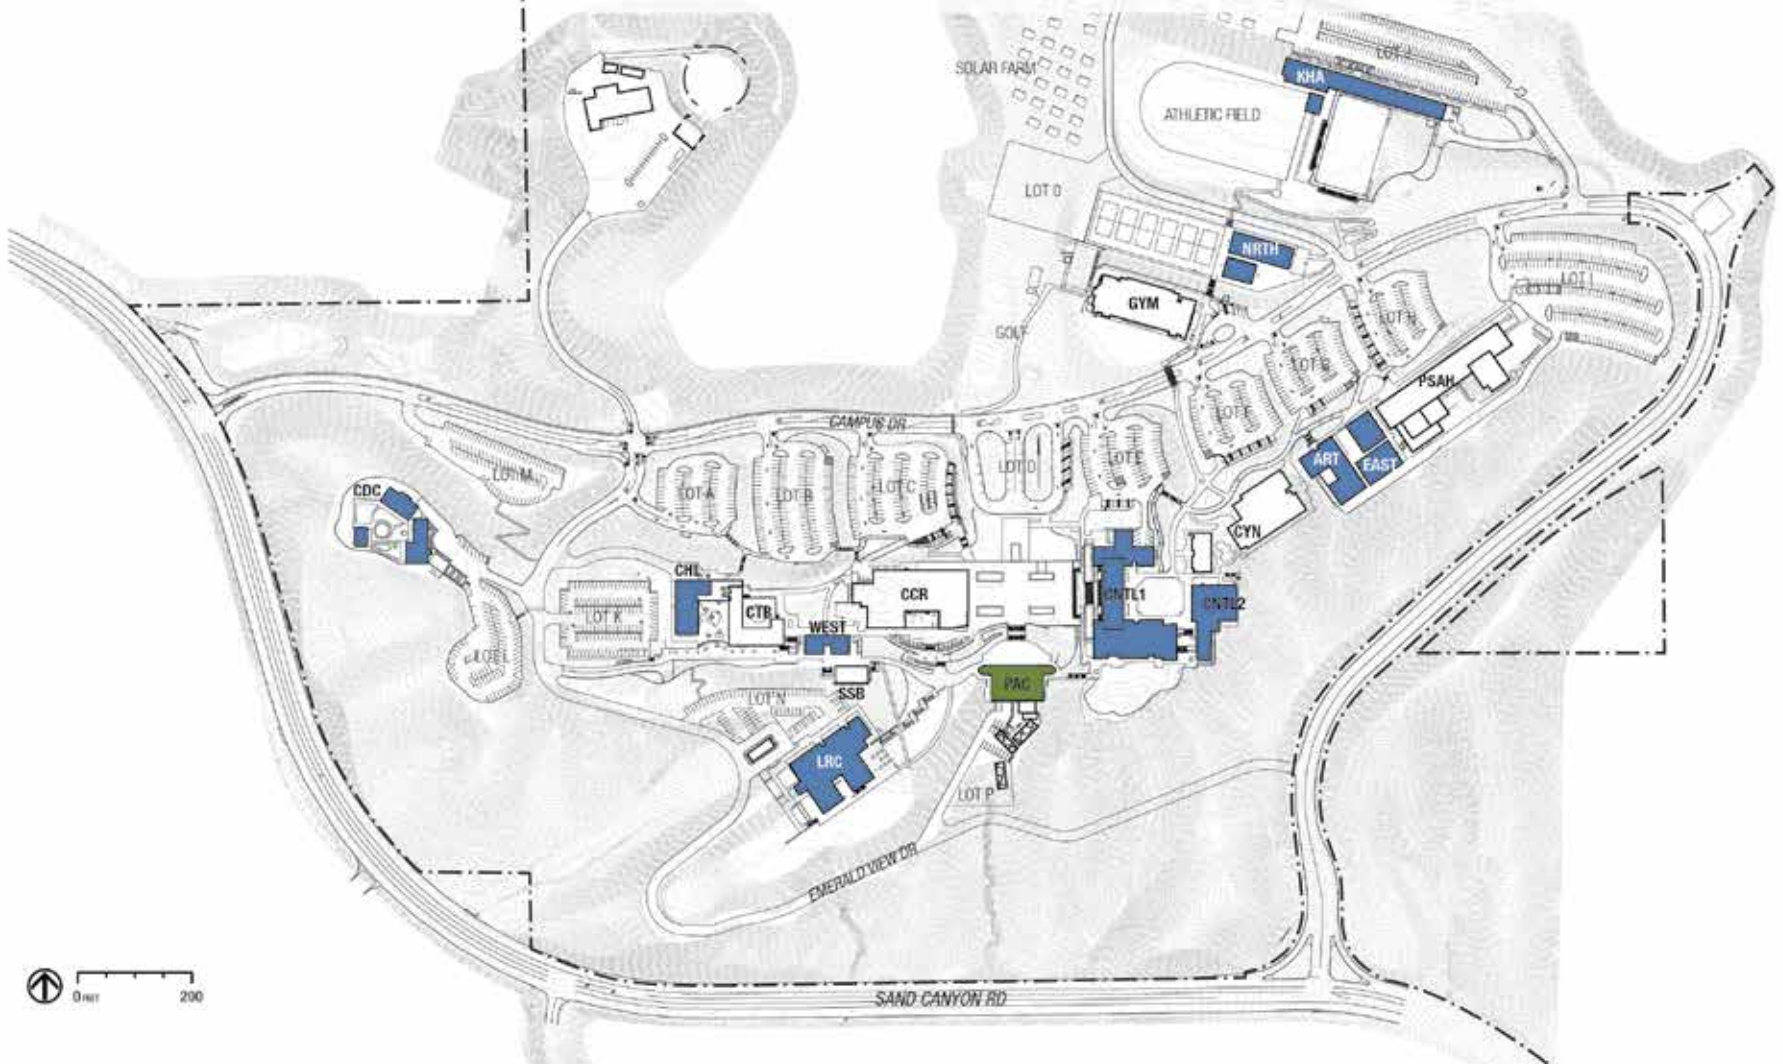 LOT J
SOLAR FARM
KHA
ATHLETIC FIELD
LOT O
NRTH
GYM
LOT I
GOLF
LOT H
LOT G
PSAH
LOT F
CAMPUS DR
ART
EAST
LOT M
LOT A
LOT B
LOT C
LOT D
LOT E
CDC
CYN
CHL
CTB
CCR
CNTL1
CNTL2
LOT K
WEST
LOT L
SSB
PAC
LOT N
LRC
LOT P
EMERALD VIEW DR
0 FEET
200
SAND CANYON RD